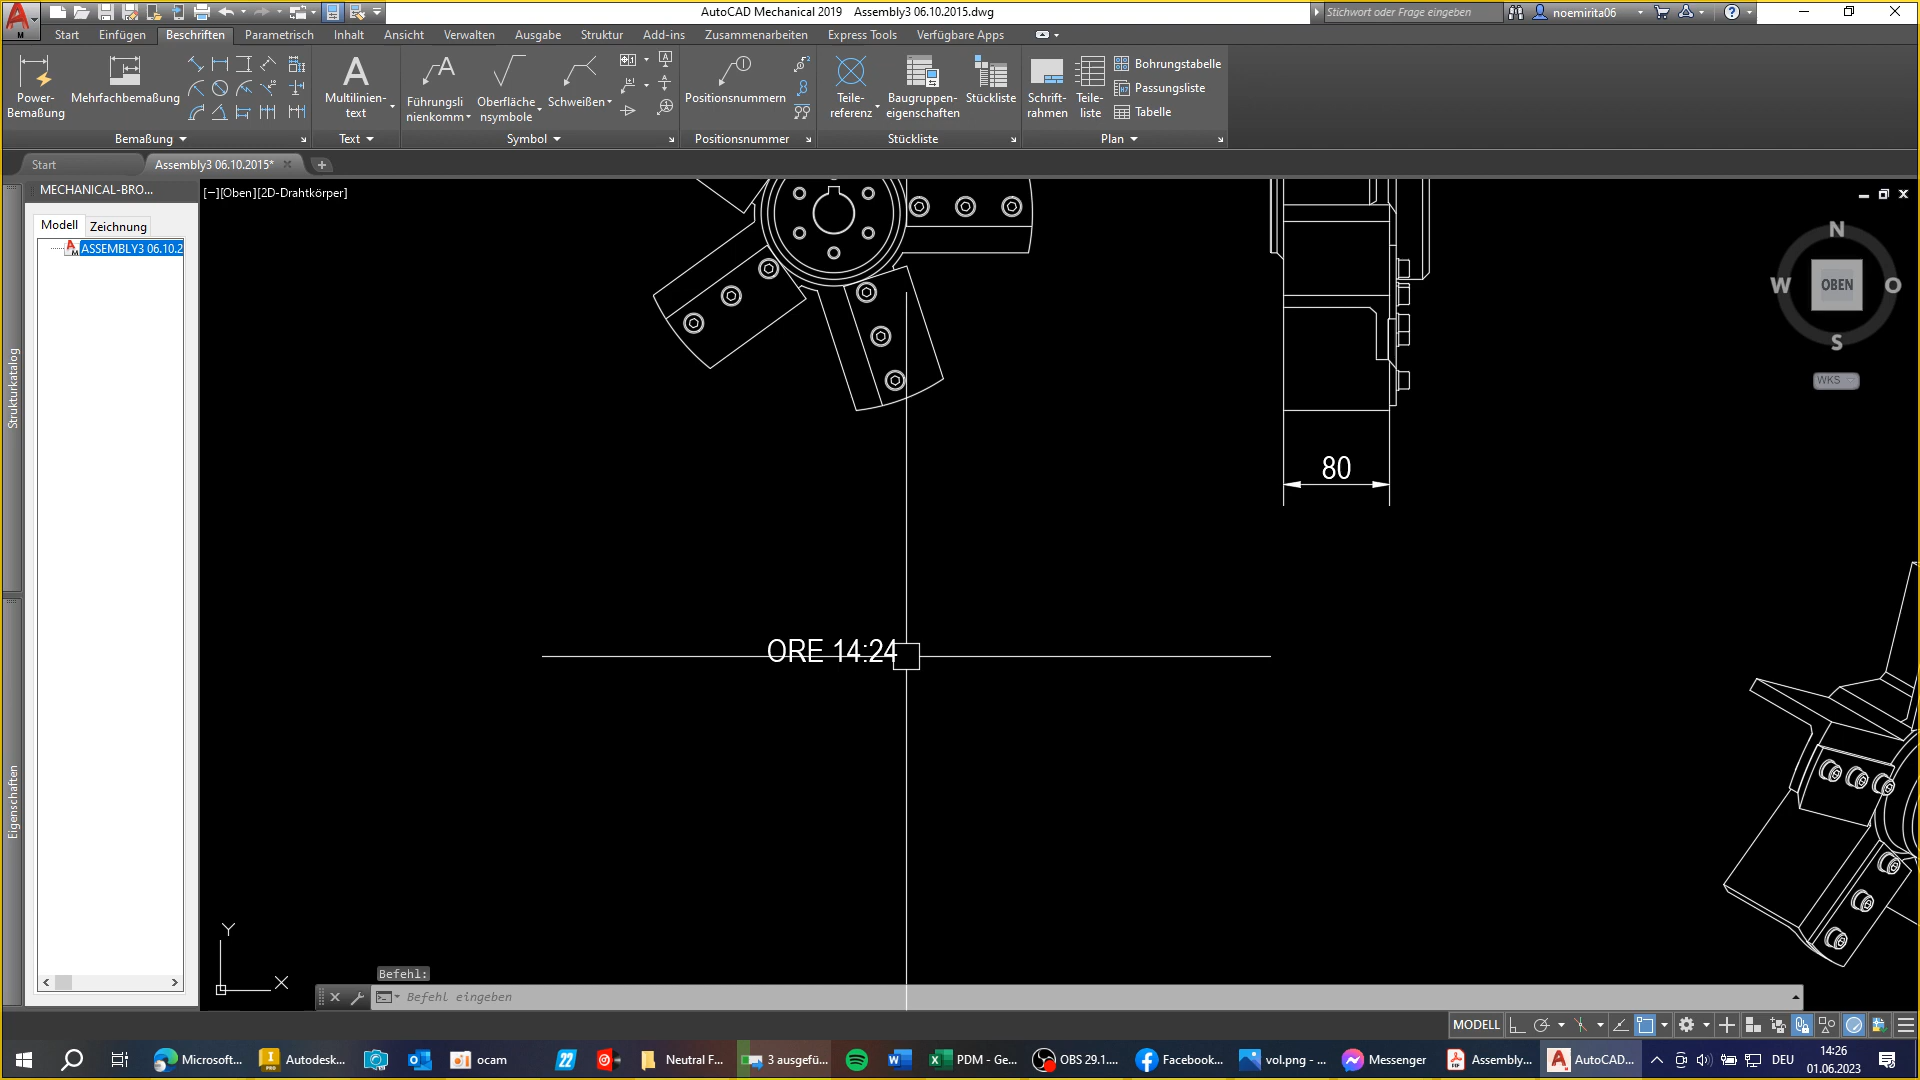 AutoCAD Mechanical 2019 Assembly3 06.10.2015.dwg
Stichwort oder Frage eingeben
noemirita06
Start Einfügen Beschriften Parametrisch Inhalt Ansicht Verwalten Ausgabe Struktur Add-ins Zusammenarbeiten Express Tools Verfügbare Apps
Power-
Bemaßung
Mehrfachbemaßung
Multilinien-
text
Führungsli
nienkomm
Oberfläche
nsymbole
Schweißen
Positionsnummern
Teile-
referenz
Baugruppen-
eigenschaften
Stückliste
Schrift-
rahmen
Teile-
liste
Bohrungstabelle
Passungsliste
Tabelle
Bemaßung Text Symbol Positionsnummer Stückliste Plan
Start Assembly3 06.10.2015*
MECHANICAL-BRO...
Modell Zeichnung
ASSEMBLY3 06.10.2
Strukturkatalog
Eigenschaften
[−][Oben][2D-Drahtkörper]
N
W OBEN O
S
WKS
80
ORE 14:24
Y
X
Befehl:
Befehl eingeben
MODELL
Microsoft... Autodesk... ocam 22 Neutral F... 3 ausgefü... PDM - Ge... OBS 29.1.... Facebook... vol.png - ... Messenger Assembly... AutoCAD... DEU 14:26
01.06.2023